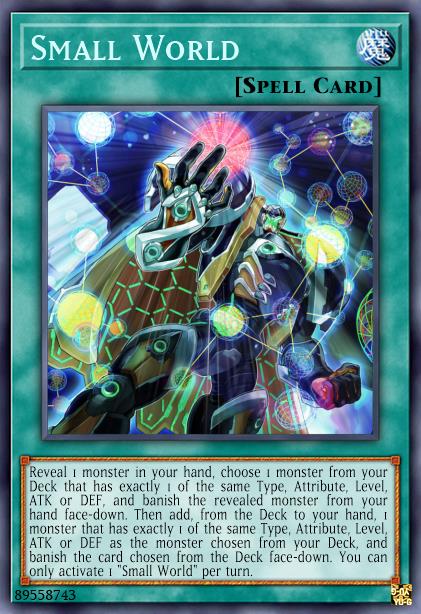 Small World
[Spell Card]
Reveal 1 monster in your hand, choose 1 monster from your
Deck that has exactly 1 of the same Type, Attribute, Level,
ATK or DEF, and banish the revealed monster from your
hand face-down. Then add, from the Deck to your hand, 1
monster that has exactly 1 of the same Type, Attribute, Level,
ATK or DEF as the monster chosen from your Deck, and
banish the card chosen from the Deck face-down. You can
only activate 1 "Small World" per turn.
89558743